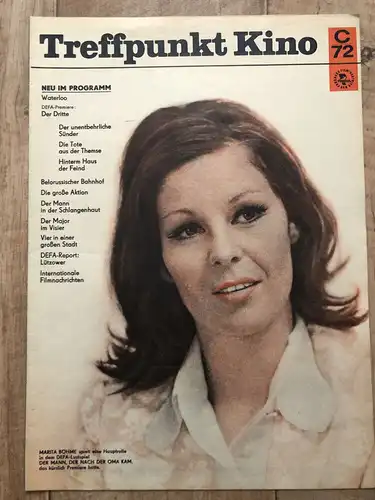 Treffpunkt Kino
C
72
NEU IM PROGRAMM
Waterloo
DEFA-Premiere:
Der Dritte
Der unentbehrliche
Sünder
Die Tote
aus der Themse
Hinterm Haus
der Feind
Belorussischer Bahnhof
Die große Aktion
Der Mann
in der Schlangenhaut
Der Major
im Visier
Vier in einer
großen Stadt
DEFA-Report:
Lützower
Internationale
Filmnachrichten
MARITA BÖHME spielt eine Hauptrolle
in dem DEFA-Lustspiel
DER MANN, DER NACH DER OMA KAM,
das kürzlich Premiere hatte.